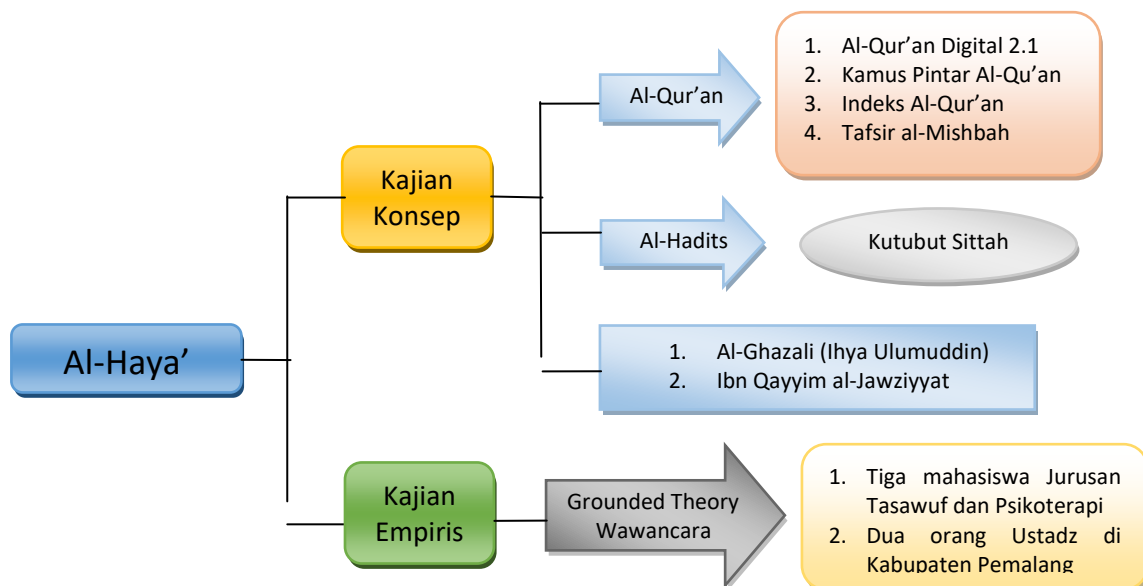 Al-Haya’
Kajian
Konsep
Al-Qur’an
1. Al-Qur’an Digital 2.1
2. Kamus Pintar Al-Qu’an
3. Indeks Al-Qur’an
4. Tafsir al-Mishbah
Al-Hadits
Kutubut Sittah
1. Al-Ghazali (Ihya Ulumuddin)
2. Ibn Qayyim al-Jawziyyat
Kajian
Empiris
Grounded Theory
Wawancara
1. Tiga mahasiswa Jurusan
Tasawuf dan Psikoterapi
2. Dua orang Ustadz di
Kabupaten Pemalang